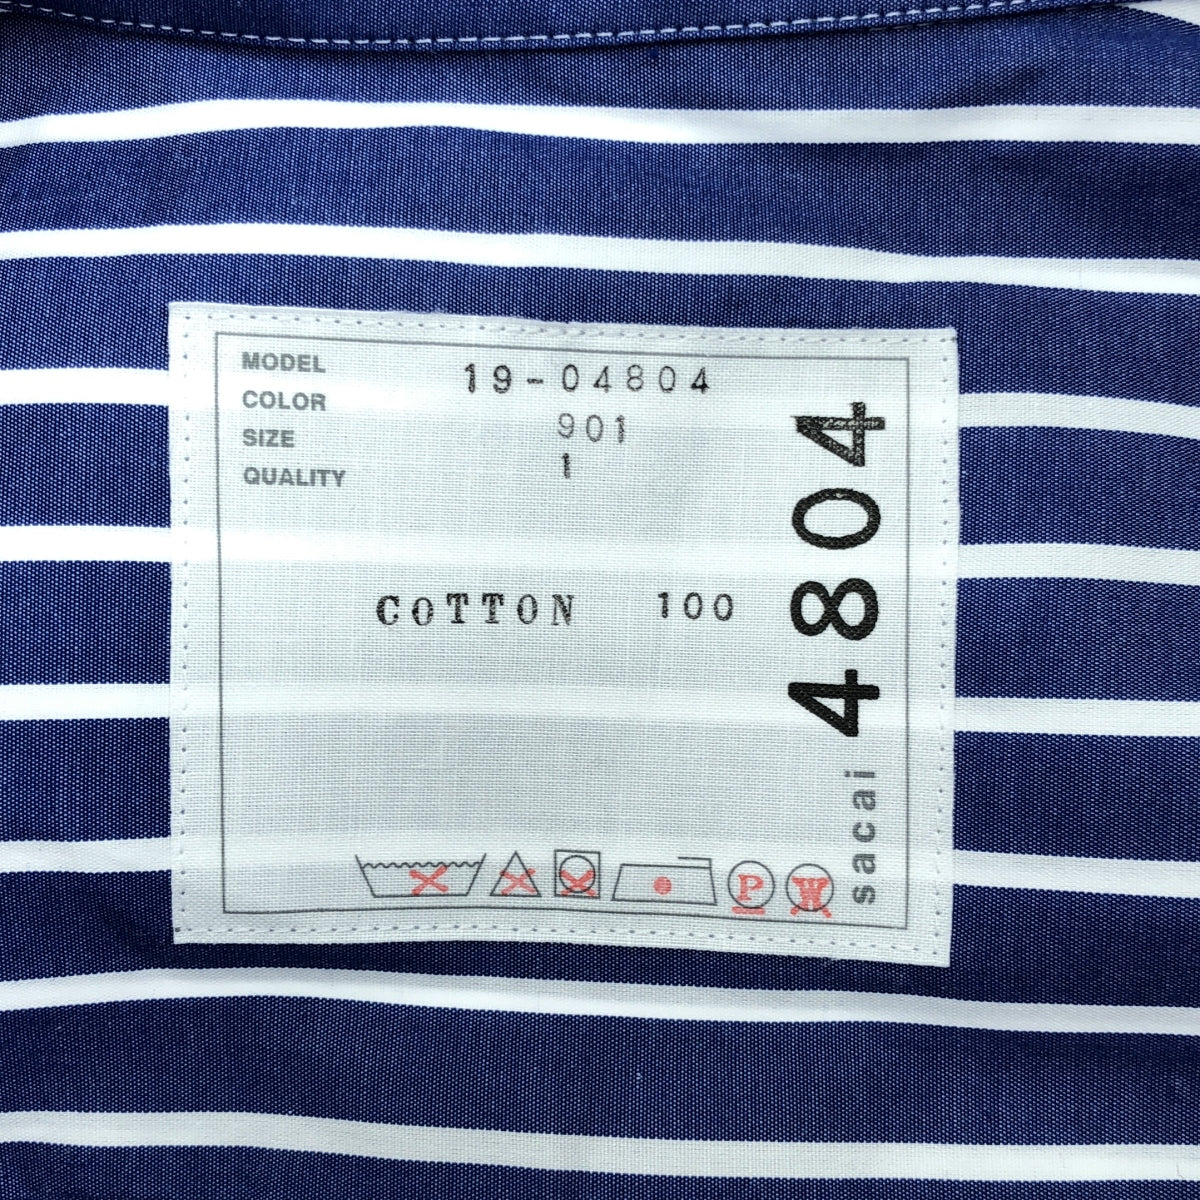 MODEL 19-04804
COLOR 901
SIZE 1
QUALITY
COTTON 100
sacai 4804
P W